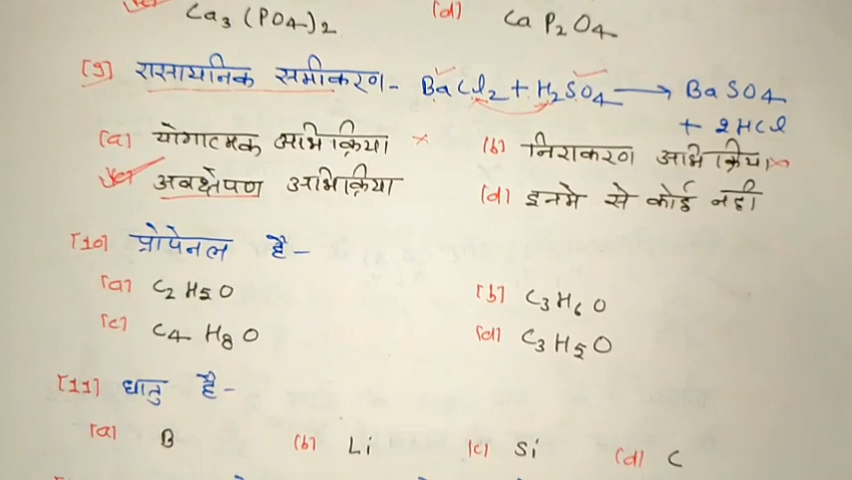 Ca3(PO4)2 (d) CaP2O4
[9] रासायनिक समीकरण- BaCl2 + H2SO4 → BaSO4
+ 2HCl
(a) योगात्मक अभिक्रिया (b) निराकरण अभिक्रिया
अवक्षेपण अभिक्रिया (d) इनमे से कोई नही
[10] प्रोपेनल है-
(a) C2H5O (b) C3H6O
(c) C4H8O (d) C3H5O
[11] धातु है-
(a) B (b) Li (c) Si (d) C